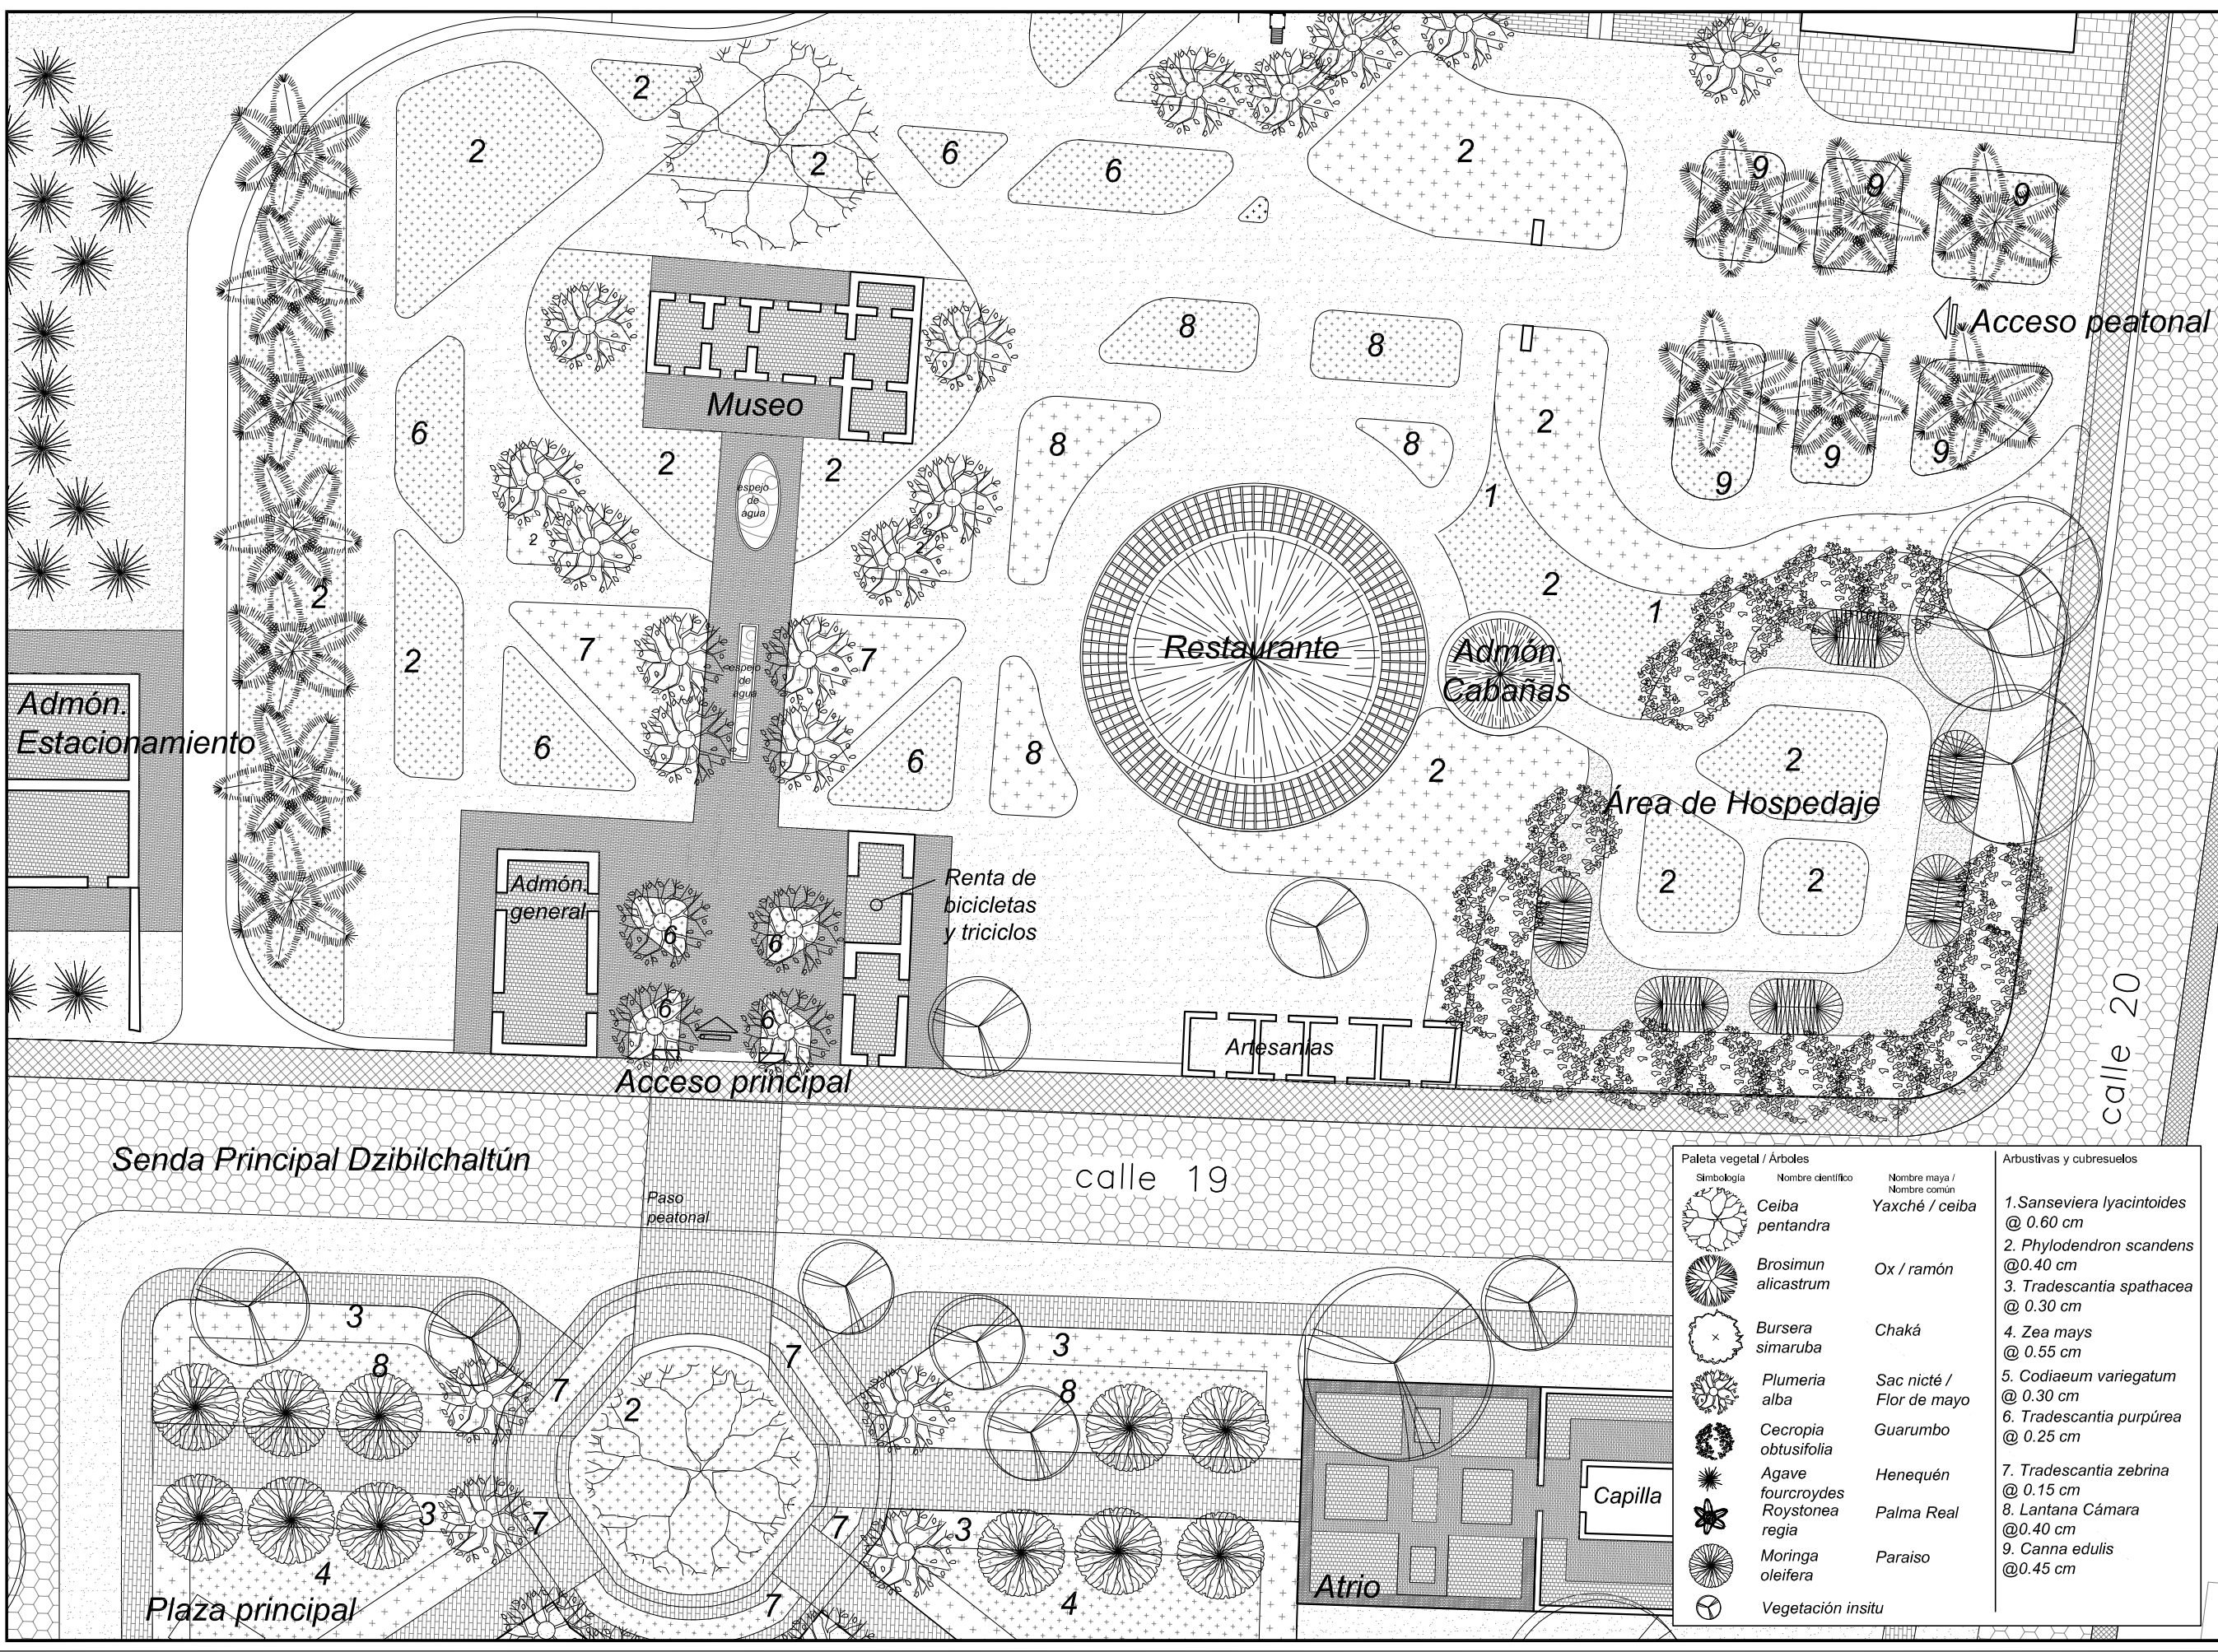 2
2
2
2
6
6
2
9
9
9
Acceso peatonal
8
8
Museo
6
2
2
8
8
2
9
9
9
1
espejo
de
agua
2
2
2
2
2
1
7
7
espejo
de
agua
Restaurante
Admón.
Cabañas
Admón.
Estacionamiento
6
6
8
2
2
Área de Hospedaje
2
2
Admón.
general
Renta de
bicicletas
y triciclos
6
6
6
6
Artesanías
Acceso principal
calle 20
Senda Principal Dzibilchaltún
calle 19
Paso
peatonal
3
8
7
7
2
3
8
3
7
7
3
4
Plaza principal
7
4
Atrio
Capilla
Paleta vegetal / Árboles
Simbología Nombre científico Nombre maya /
Nombre común
Ceiba
pentandra
Yaxché / ceiba
Brosimun
alicastrum
Ox / ramón
Bursera
simaruba
Chaká
Plumeria
alba
Sac nicté /
Flor de mayo
Cecropia
obtusifolia
Guarumbo
Agave
fourcroydes
Henequén
Roystonea
regia
Palma Real
Moringa
oleifera
Paraiso
Vegetación insitu
Arbustivas y cubresuelos
1.Sanseviera lyacintoides
@ 0.60 cm
2. Phylodendron scandens
@0.40 cm
3. Tradescantia spathacea
@ 0.30 cm
4. Zea mays
@ 0.55 cm
5. Codiaeum variegatum
@ 0.30 cm
6. Tradescantia purpúrea
@ 0.25 cm
7. Tradescantia zebrina
@ 0.15 cm
8. Lantana Cámara
@0.40 cm
9. Canna edulis
@0.45 cm